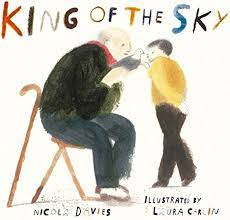 KING OF THE SKY
NICOLA DAVIES
ILLUSTRATED BY
LAURA CARLIN